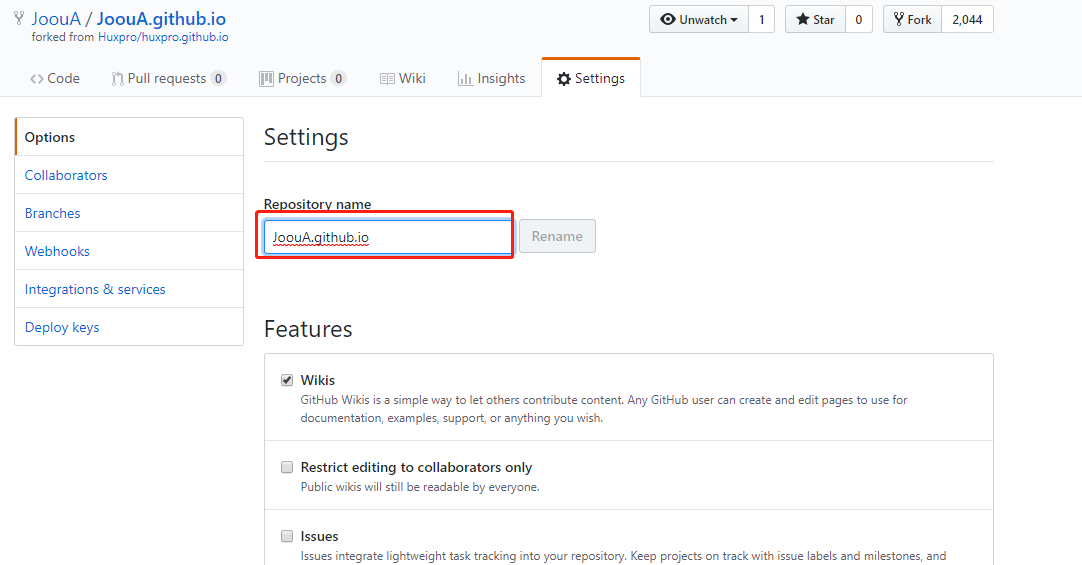 JoouA / JoouA.github.io
Unwatch 1 Star 0 Fork 2,044
forked from Huxpro/huxpro.github.io
Code Pull requests 0 Projects 0 Wiki Insights Settings
Options
Collaborators
Branches
Webhooks
Integrations & services
Deploy keys
Settings
Repository name
JoouA.github.io
Rename
Features
Wikis
GitHub Wikis is a simple way to let others contribute content. Any GitHub user can create and edit pages to use for
documentation, examples, support, or anything you wish.
Restrict editing to collaborators only
Public wikis will still be readable by everyone.
Issues
Issues integrate lightweight task tracking into your repository. Keep projects on track with issue labels and milestones, and